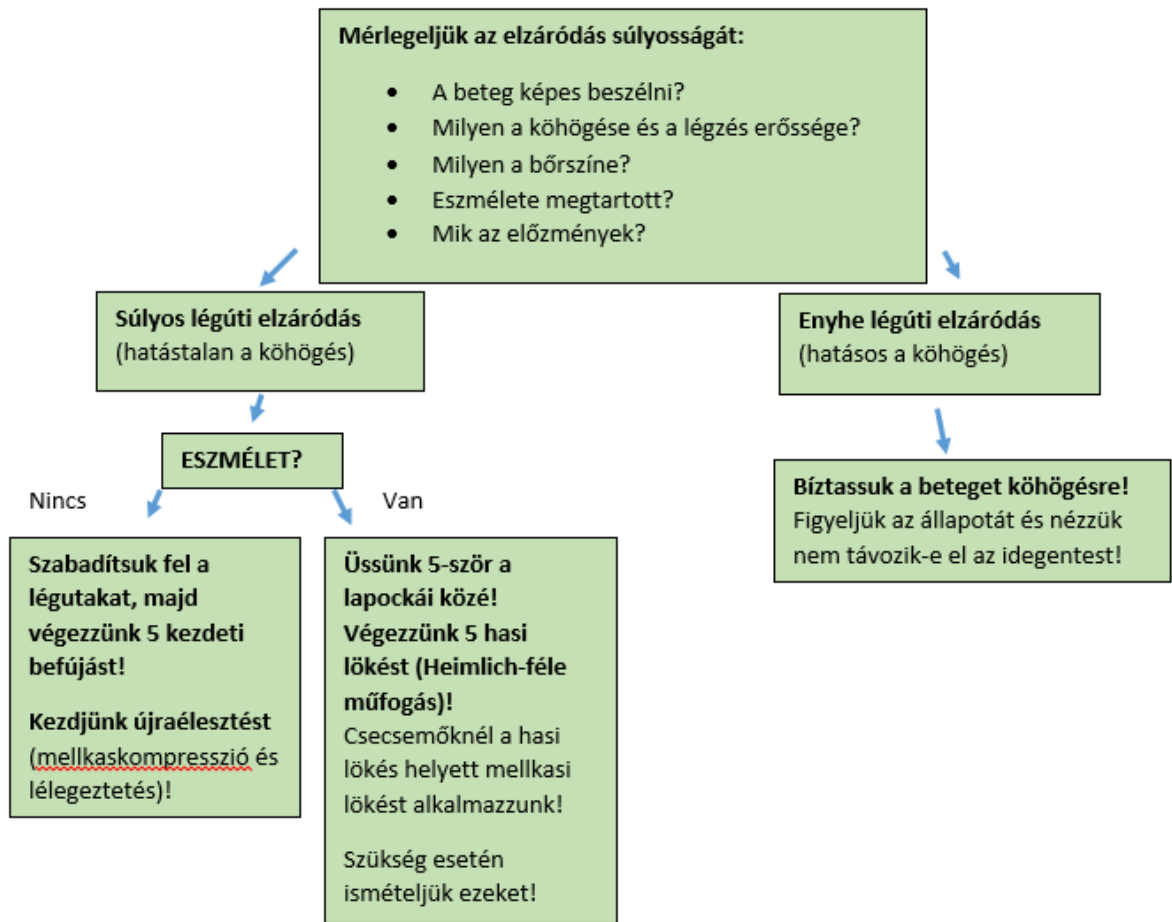 Mérlegeljük az elzáródás súlyosságát:
• A beteg képes beszélni?
• Milyen a köhögése és a légzés erőssége?
• Milyen a bőrszíne?
• Eszmélete megtartott?
• Mik az előzmények?
Súlyos légúti elzáródás
(hatástalan a köhögés)
Enyhe légúti elzáródás
(hatásos a köhögés)
ESZMÉLET?
Nincs
Van
Szabadítsuk fel a
légutakat, majd
végezzünk 5 kezdeti
befújást!
Kezdjünk újraélesztést
(mellkaskompresszió és
lélegeztetés)!
Üssünk 5-ször a
lapockái közé!
Végezzünk 5 hasi
lökést (Heimlich-féle
műfogás)!
Csecsemőknél a hasi
lökés helyett mellkasi
lökést alkalmazzunk!
Szükség esetén
ismételjük ezeket!
Bíztassuk a beteget köhögésre!
Figyeljük az állapotát és nézzük
nem távozik-e el az idegentest!